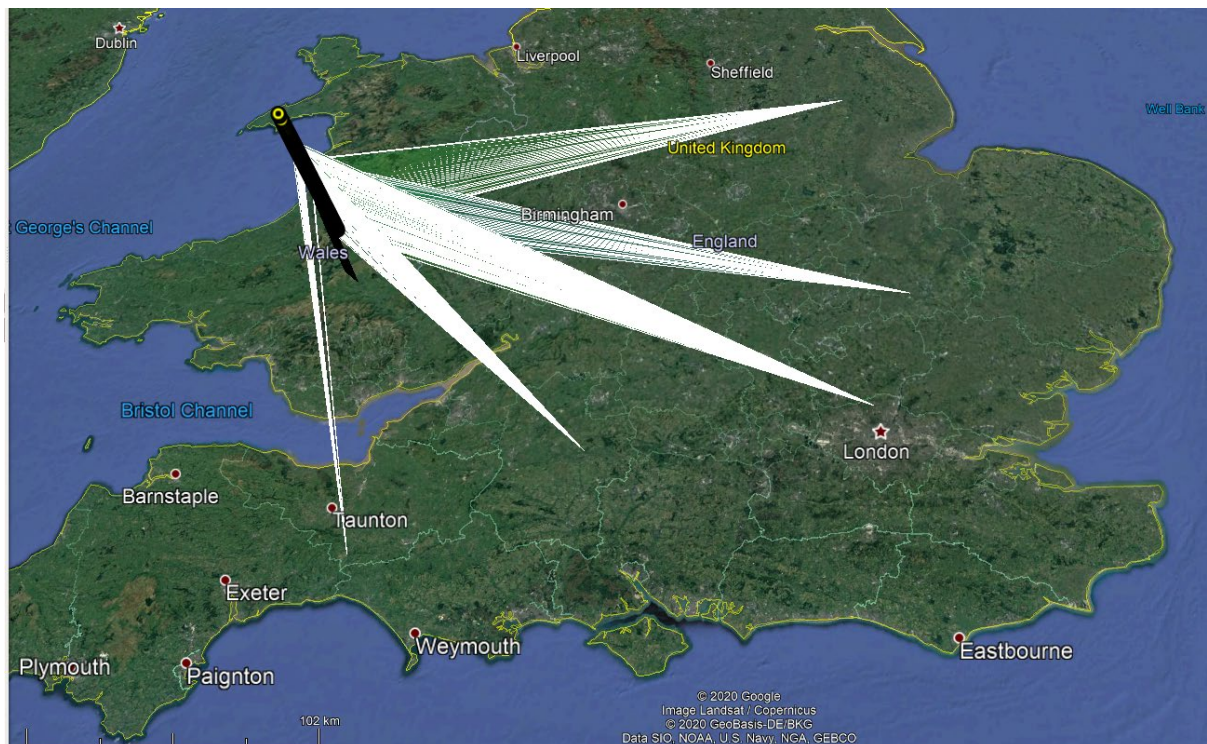 Dublin
Liverpool
Sheffield
Well Bank
United Kingdom
Birmingham
George's Channel
England
Wales
Bristol Channel
London
Barnstaple
Taunton
Exeter
Weymouth
Eastbourne
Plymouth
Paignton
© 2020 Google
Image Landsat / Copernicus
© 2020 GeoBasis-DE/BKG
Data SIO, NOAA, U.S. Navy, NGA, GEBCO
102 km